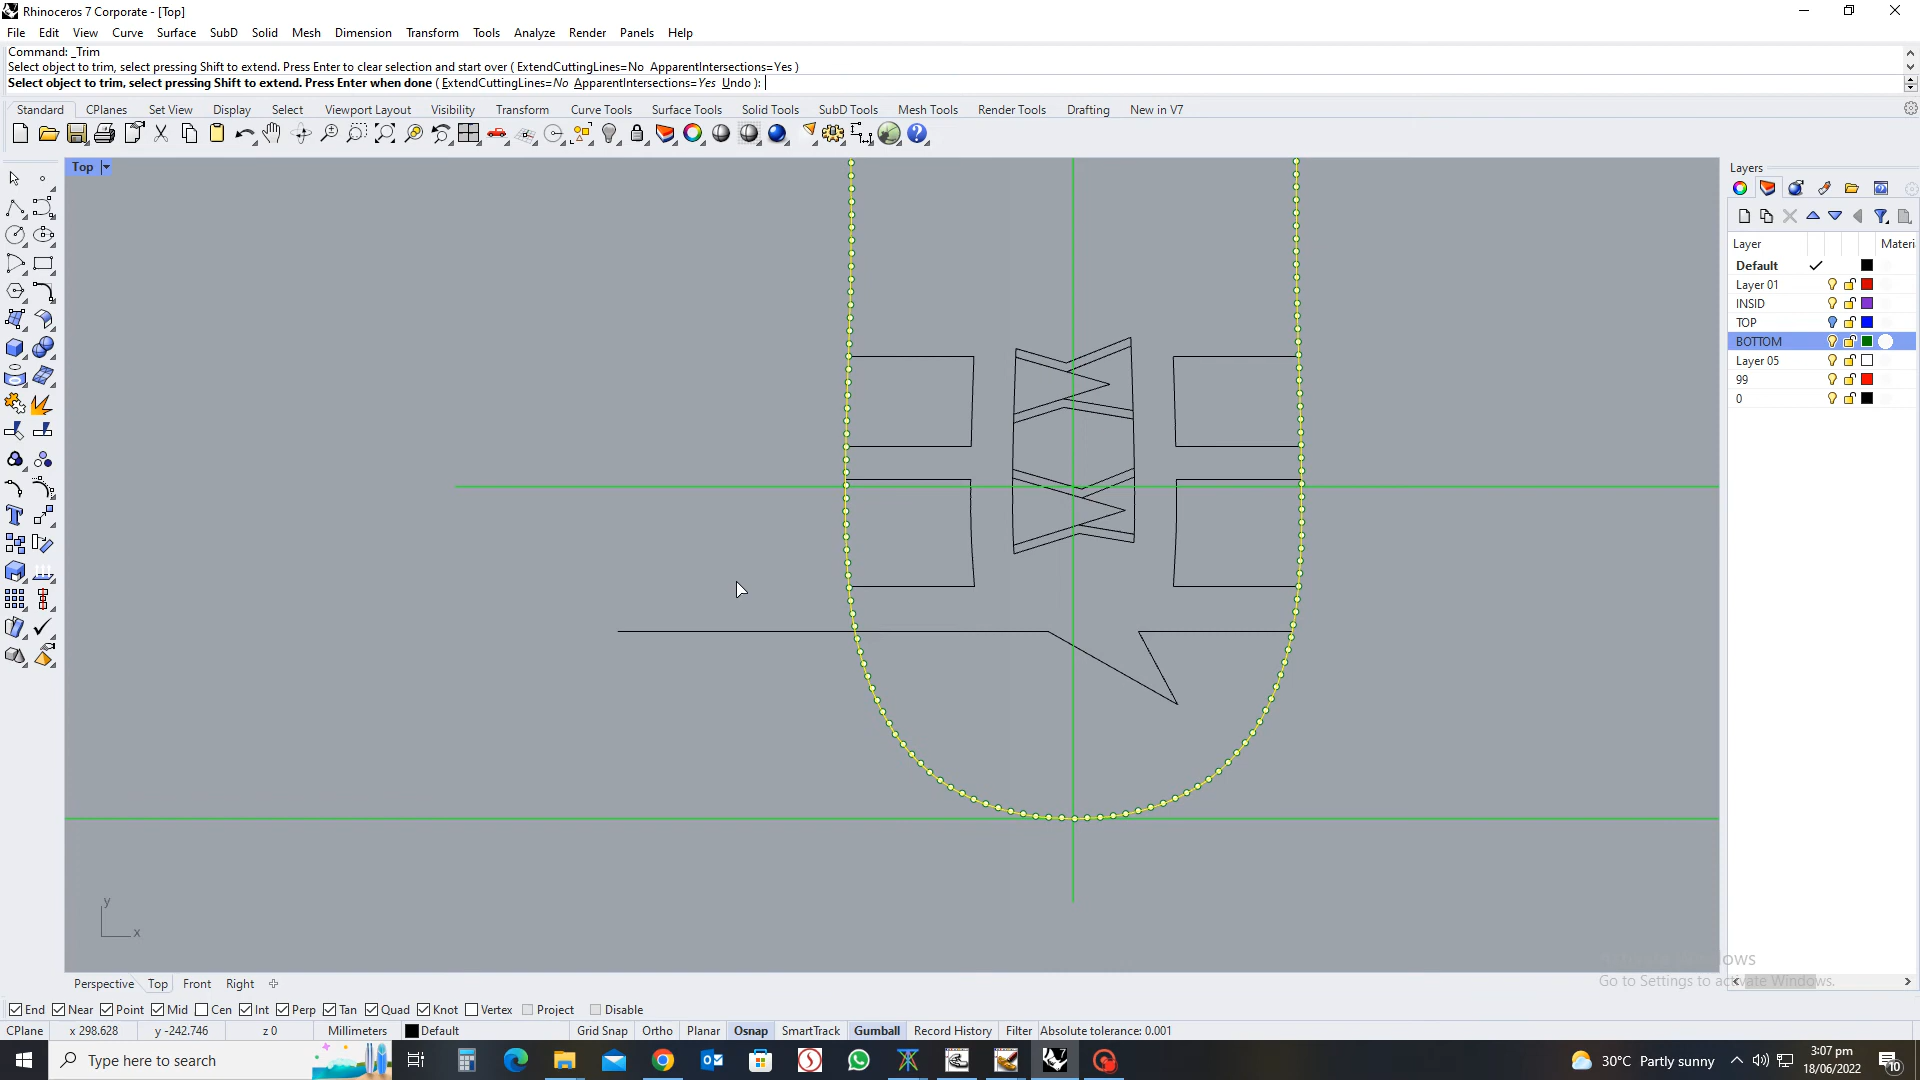 Rhinoceros 7 Corporate - [Top]
File Edit View Curve Surface SubD Solid Mesh Dimension Transform Tools Analyze Render Panels Help
Command: _Trim
Select object to trim, select pressing Shift to extend. Press Enter to clear selection and start over ( ExtendCuttingLines=No ApparentIntersections=Yes )
Select object to trim, select pressing Shift to extend. Press Enter when done ( ExtendCuttingLines=No ApparentIntersections=Yes Undo ):
Standard CPlanes Set View Display Select Viewport Layout Visibility Transform Curve Tools Surface Tools Solid Tools SubD Tools Mesh Tools Render Tools Drafting New in V7
Top
Layers
Layer Materi
Default
Layer 01
INSID
TOP
BOTTOM
Layer 05
99
0
y
x
Go to Settings to activate Windows.
Perspective Top Front Right
End Near Point Mid Cen Int Perp Tan Quad Knot Vertex Project Disable
CPlane x 298.628 y -242.746 z 0 Millimeters Default Grid Snap Ortho Planar Osnap SmartTrack Gumball Record History Filter Absolute tolerance: 0.001
Type here to search
30°C Partly sunny
3:07 pm
18/06/2022
10